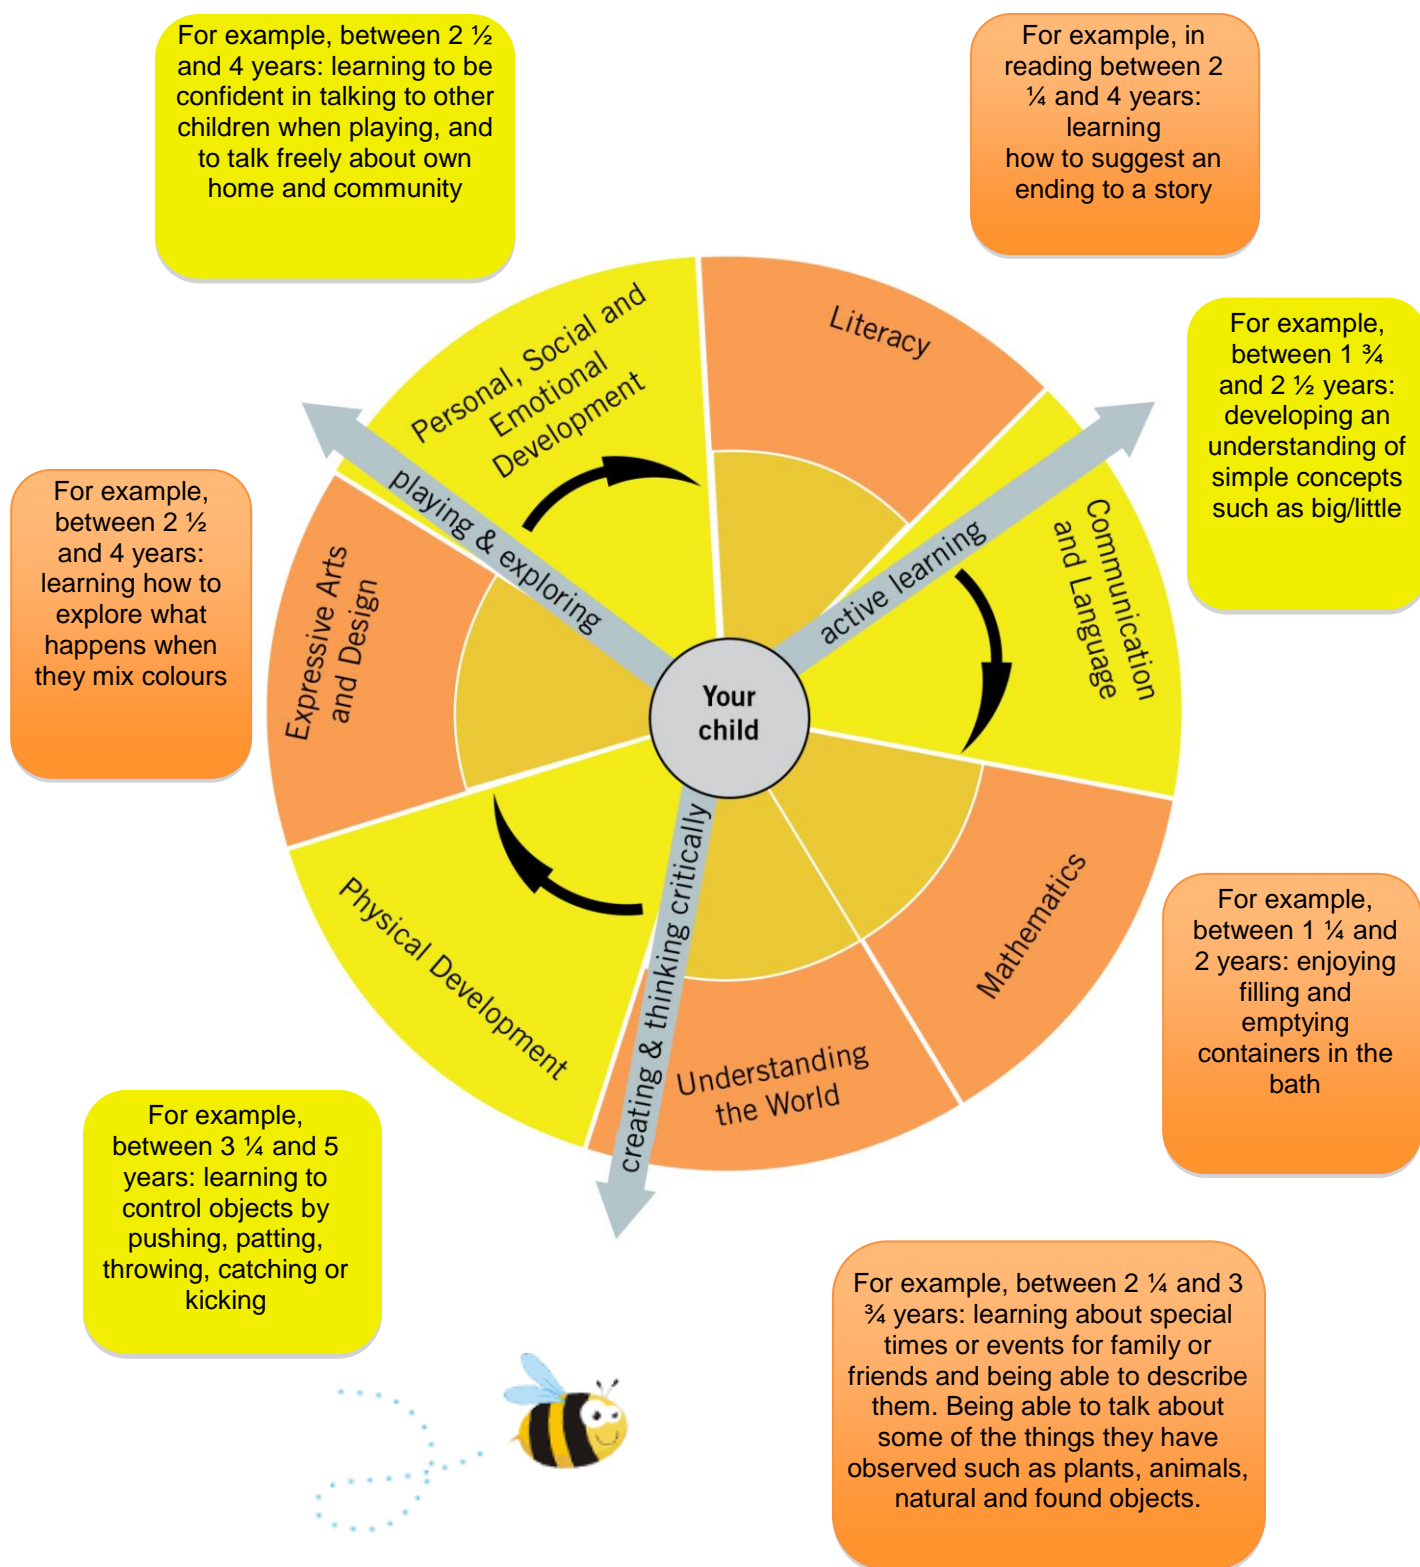 For example, between 2 ½
and 4 years: learning to be
confident in talking to other
children when playing, and
to talk freely about own
home and community
For example, in
reading between 2
¼ and 4 years:
learning
how to suggest an
ending to a story
For example,
between 1 ¾
and 2 ½ years:
developing an
understanding of
simple concepts
such as big/little
For example,
between 2 ½
and 4 years:
learning how to
explore what
happens when
they mix colours
Personal, Social and
Emotional
Development
Literacy
Communication
and Language
Mathematics
Understanding
the World
Physical Development
Expressive Arts
and Design
playing & exploring
active learning
creating & thinking critically
Your
child
For example,
between 1 ¼ and
2 years: enjoying
filling and
emptying
containers in the
bath
For example,
between 3 ¼ and 5
years: learning to
control objects by
pushing, patting,
throwing, catching or
kicking
For example, between 2 ¼ and 3
¾ years: learning about special
times or events for family or
friends and being able to describe
them. Being able to talk about
some of the things they have
observed such as plants, animals,
natural and found objects.